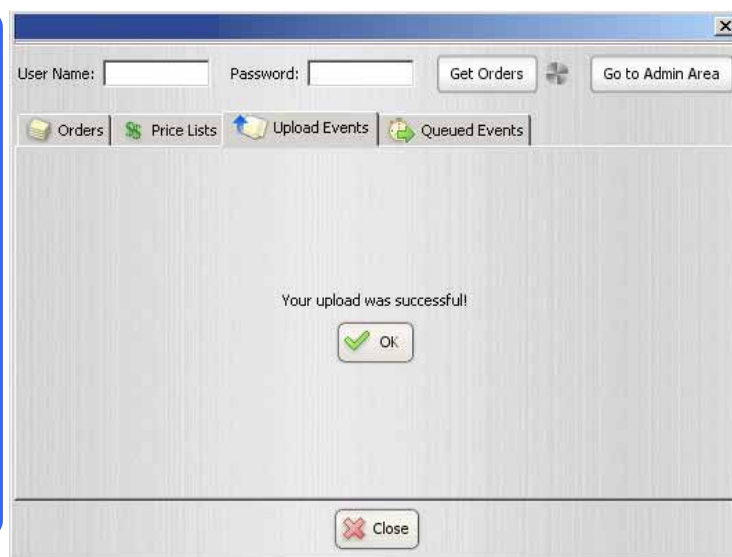 User Name: Password: Get Orders Go to Admin Area
Orders $$ Price Lists Upload Events Queued Events
Your upload was successful!
OK
Close